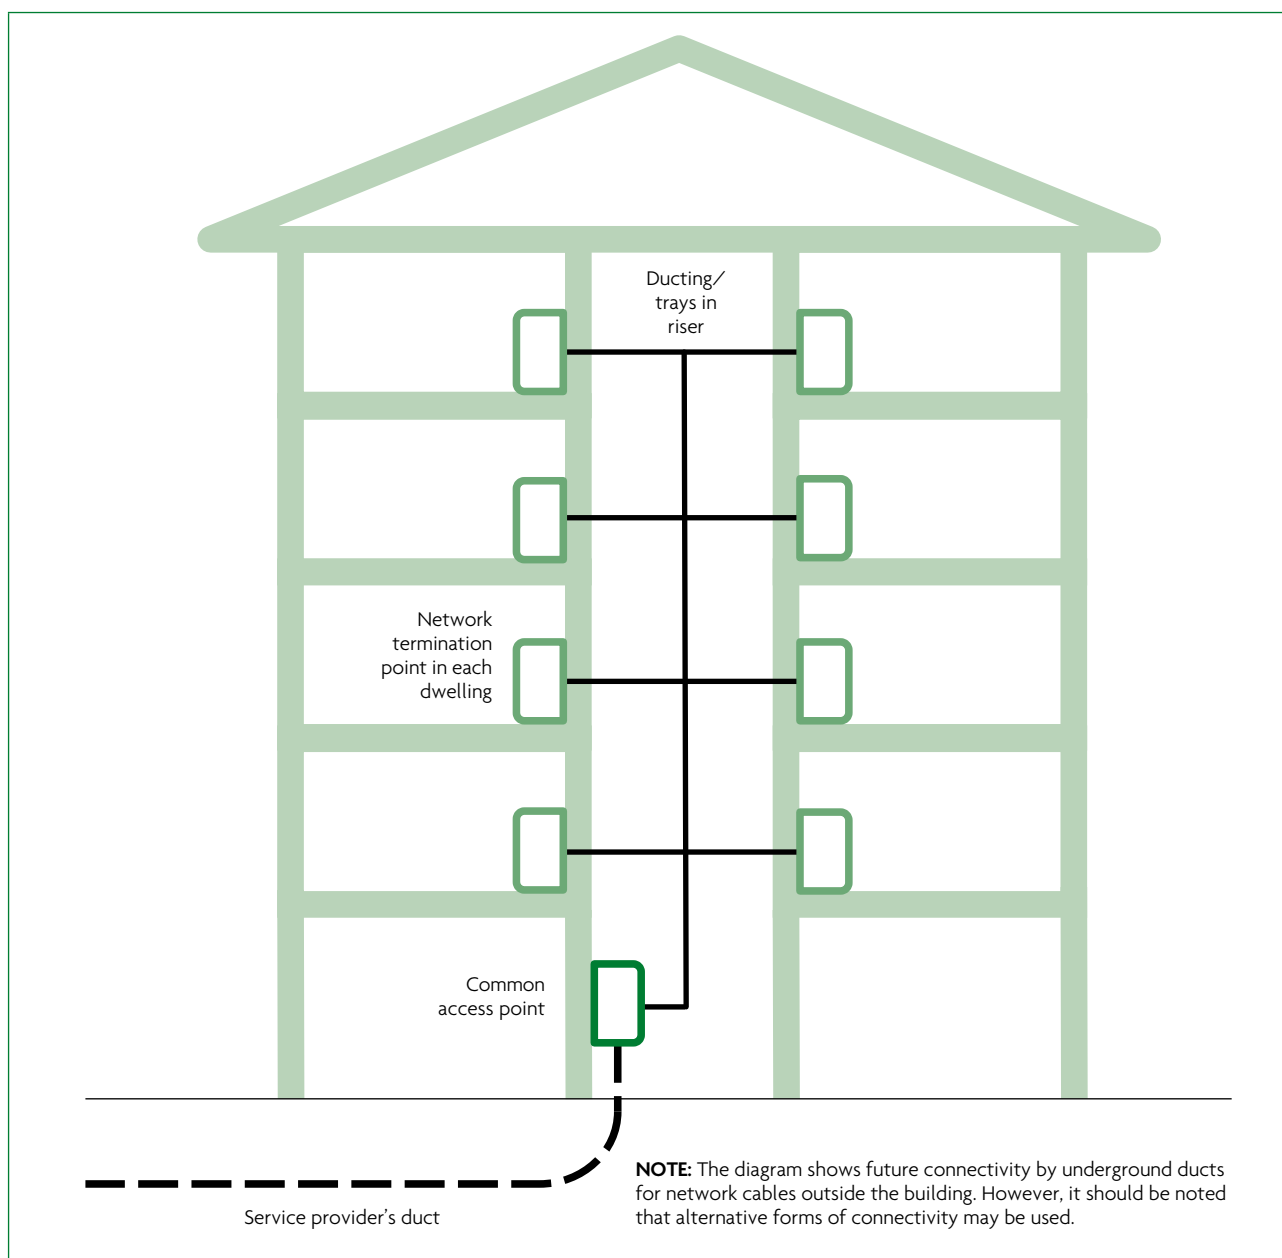 Ducting/
trays in
riser
Network
termination
point in each
dwelling
Common
access point
NOTE: The diagram shows future connectivity by underground ducts
for network cables outside the building. However, it should be noted
that alternative forms of connectivity may be used.
Service provider’s duct